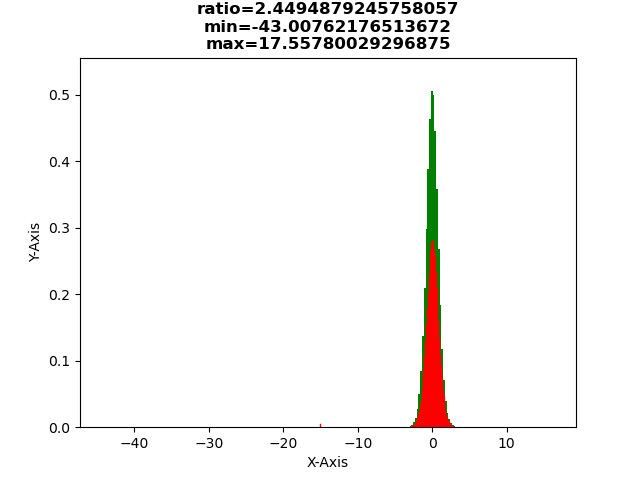 ratio=2.4494879245758057
min=-43.00762176513672
max=17.55780029296875
0.5
0.4
0.3
0.2
0.1
0.0
Y-Axis
−40 −30 −20 −10 0 10
X-Axis